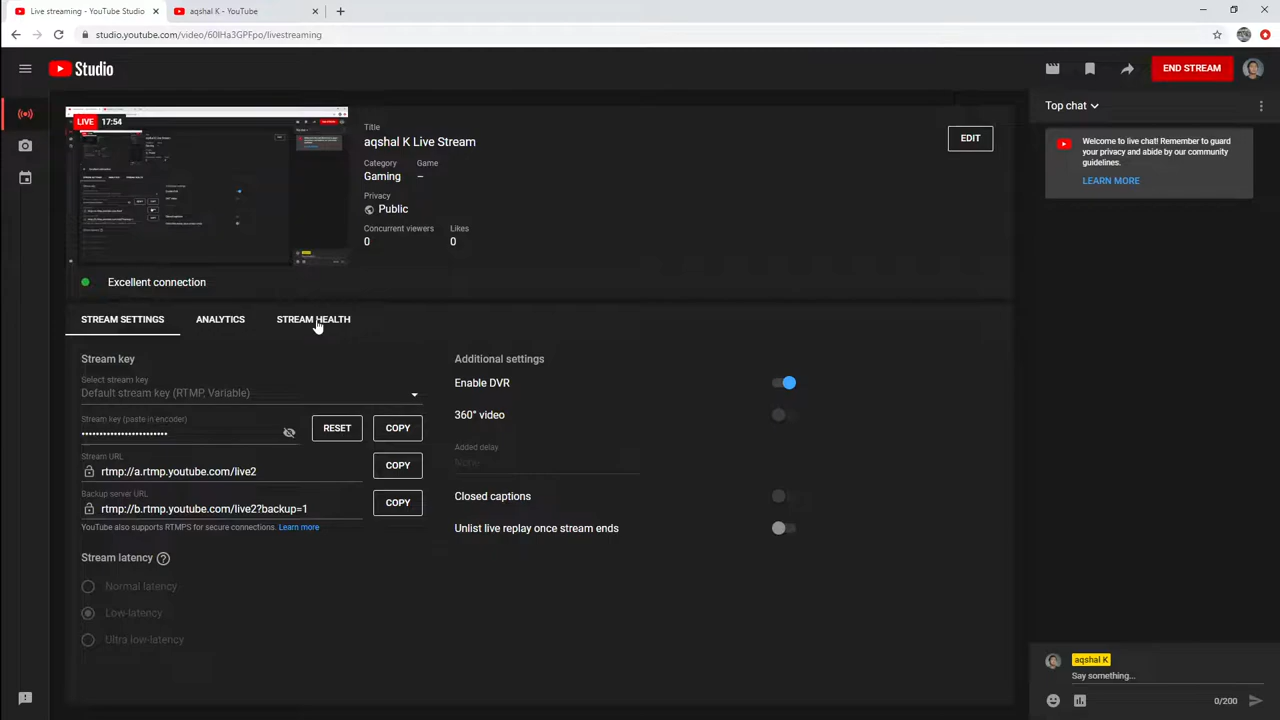 Live streaming - YouTube Studio
aqshal K - YouTube
studio.youtube.com/video/60lHa3GPFpo/livestreaming
Studio
END STREAM
LIVE 17:54
Title
aqshal K Live Stream
EDIT
Category Game
Gaming –
Privacy
Public
Concurrent viewers Likes
0 0
Excellent connection
STREAM SETTINGS ANALYTICS STREAM HEALTH
Stream key
Select stream key
Default stream key (RTMP, Variable)
Stream key (paste in encoder)
••••••••••••••••••••••••
RESET COPY
Stream URL
rtmp://a.rtmp.youtube.com/live2
COPY
Backup server URL
rtmp://b.rtmp.youtube.com/live2?backup=1
COPY
YouTube also supports RTMPS for secure connections. Learn more
Stream latency
Normal latency
Low-latency
Ultra low-latency
Additional settings
Enable DVR
360° video
Added delay
None
Closed captions
Unlist live replay once stream ends
Top chat
Welcome to live chat! Remember to guard
your privacy and abide by our community
guidelines.
LEARN MORE
aqshal K
Say something...
0/200